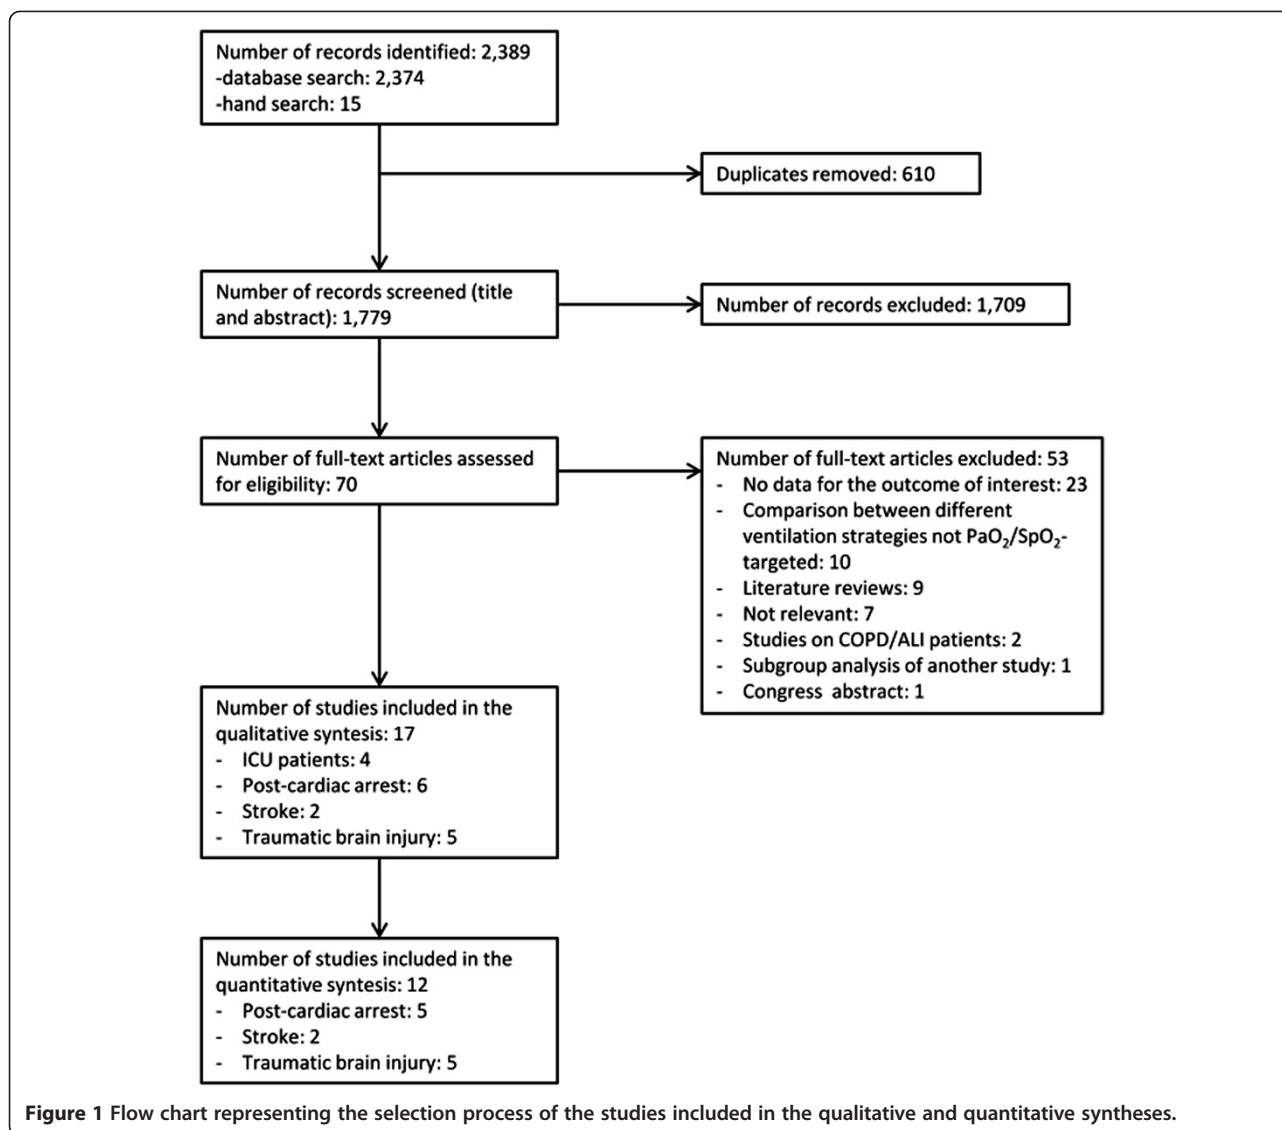 Number of records identified: 2,389
-database search: 2,374
-hand search: 15
Duplicates removed: 610
Number of records screened (title
and abstract): 1,779
Number of records excluded: 1,709
Number of full-text articles assessed
for eligibility: 70
Number of full-text articles excluded: 53
- No data for the outcome of interest: 23
- Comparison between different
ventilation strategies not PaO₂/SpO₂-
targeted: 10
- Literature reviews: 9
- Not relevant: 7
- Studies on COPD/ALI patients: 2
- Subgroup analysis of another study: 1
- Congress abstract: 1
Number of studies included in the
qualitative syntesis: 17
- ICU patients: 4
- Post-cardiac arrest: 6
- Stroke: 2
- Traumatic brain injury: 5
Number of studies included in the
quantitative syntesis: 12
- Post-cardiac arrest: 5
- Stroke: 2
- Traumatic brain injury: 5
Figure 1 Flow chart representing the selection process of the studies included in the qualitative and quantitative syntheses.